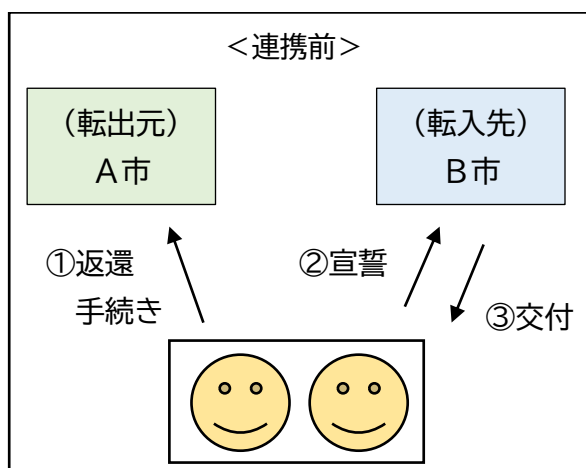 ＜連携前＞
（転出元）
Ａ市
（転入先）
Ｂ市
①返還
手続き
②宣誓
③交付